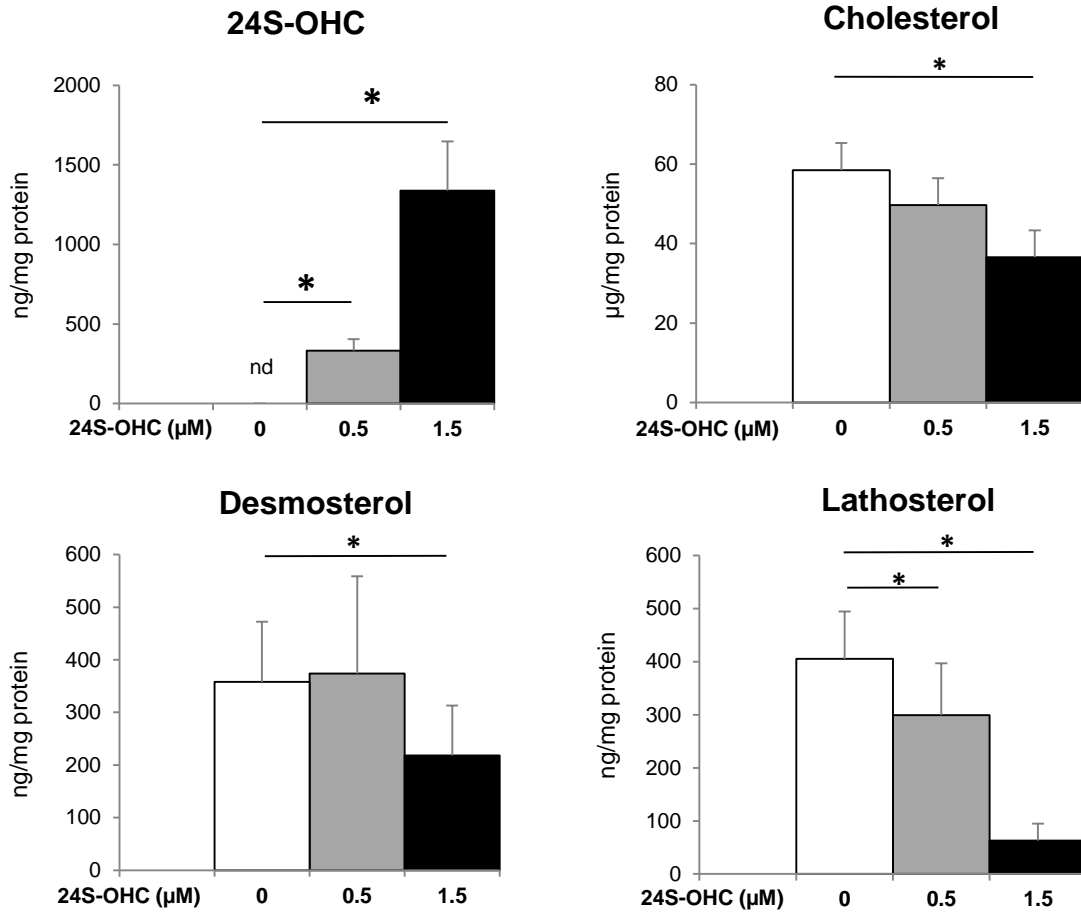 24S-OHC
*
*
2000
1500
1000
500
0
ng/mg protein
nd
24S-OHC (µM) 0 0.5 1.5
Cholesterol
*
80
60
40
20
0
µg/mg protein
24S-OHC (µM) 0 0.5 1.5
Desmosterol
*
600
500
400
300
200
100
0
ng/mg protein
24S-OHC (µM) 0 0.5 1.5
Lathosterol
*
*
600
500
400
300
200
100
0
ng/mg protein
24S-OHC (µM) 0 0.5 1.5